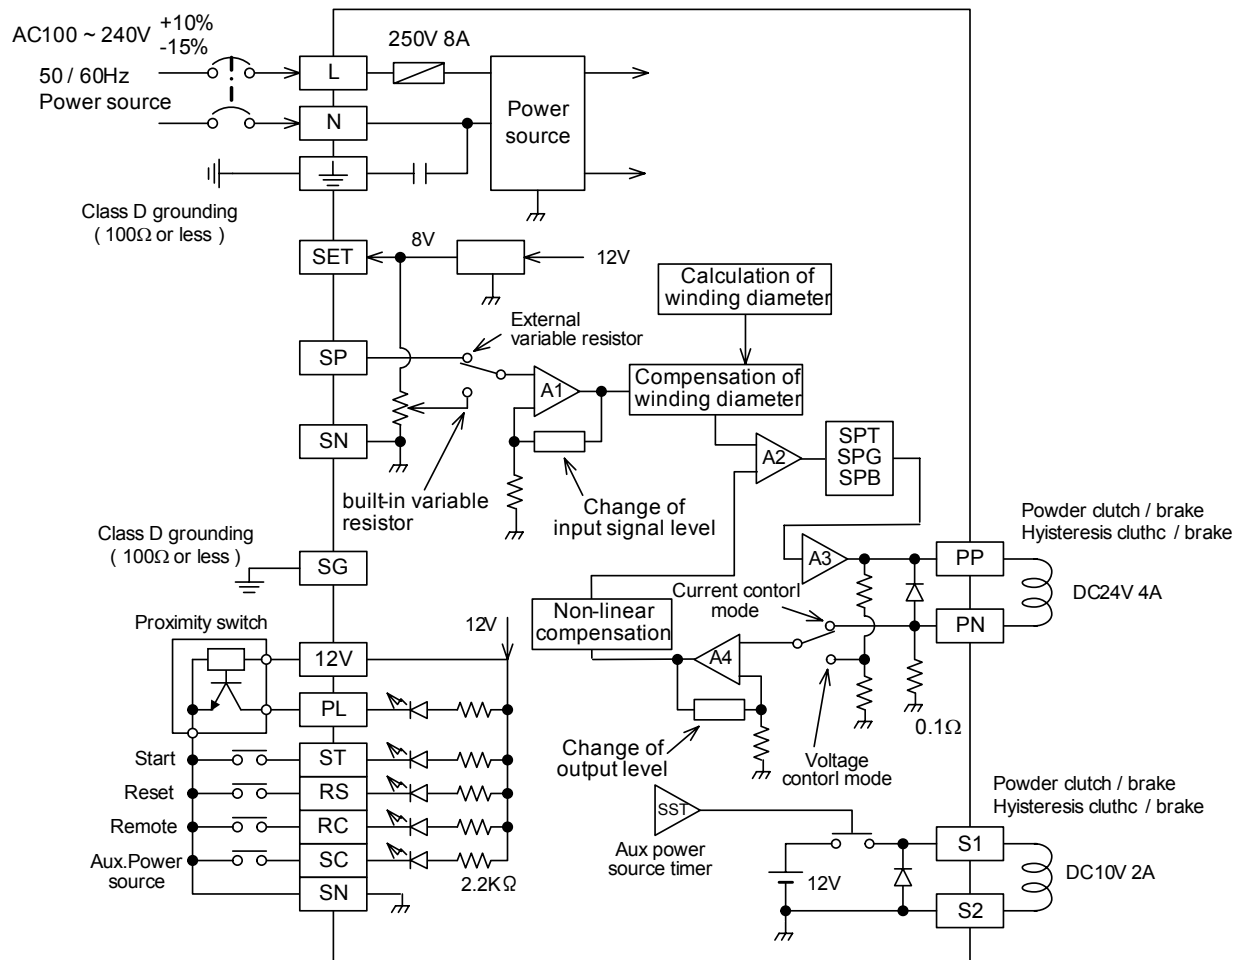 AC100 ~ 240V +10%
-15%
50 / 60Hz
Power source
250V 8A
L
N
Power
source
Class D grounding
( 100Ω or less )
SET
8V
12V
Calculation of
winding diameter
External
variable resistor
SP
A1
Compensation of
winding diameter
SN
A2
SPT
SPG
SPB
built-in variable
resistor
Change of
input signal level
Class D grounding
( 100Ω or less )
SG
Powder clutch / brake
Hyisteresis cluthc / brake
A3
PP
DC24V 4A
PN
Current contorl
mode
Non-linear
compensation
A4
Proximity switch
12V
12V
PL
Change of
output level
Voltage
contorl mode
0.1Ω
Start
ST
Reset
RS
Remote
RC
Aux.Power
source
SC
2.2KΩ
SN
SST
Aux power
source timer
12V
Powder clutch / brake
Hyisteresis cluthc / brake
S1
DC10V 2A
S2